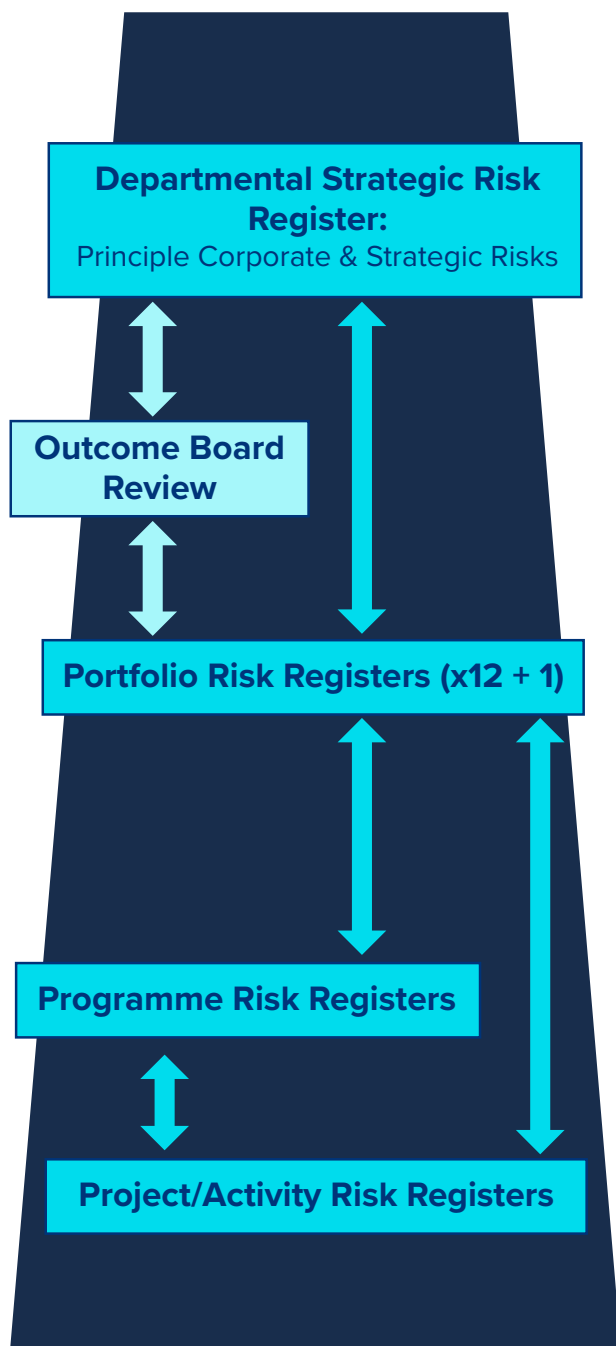 Departmental Strategic Risk
Register:
Principle Corporate & Strategic Risks
Outcome Board
Review
Portfolio Risk Registers (x12 + 1)
Programme Risk Registers
Project/Activity Risk Registers